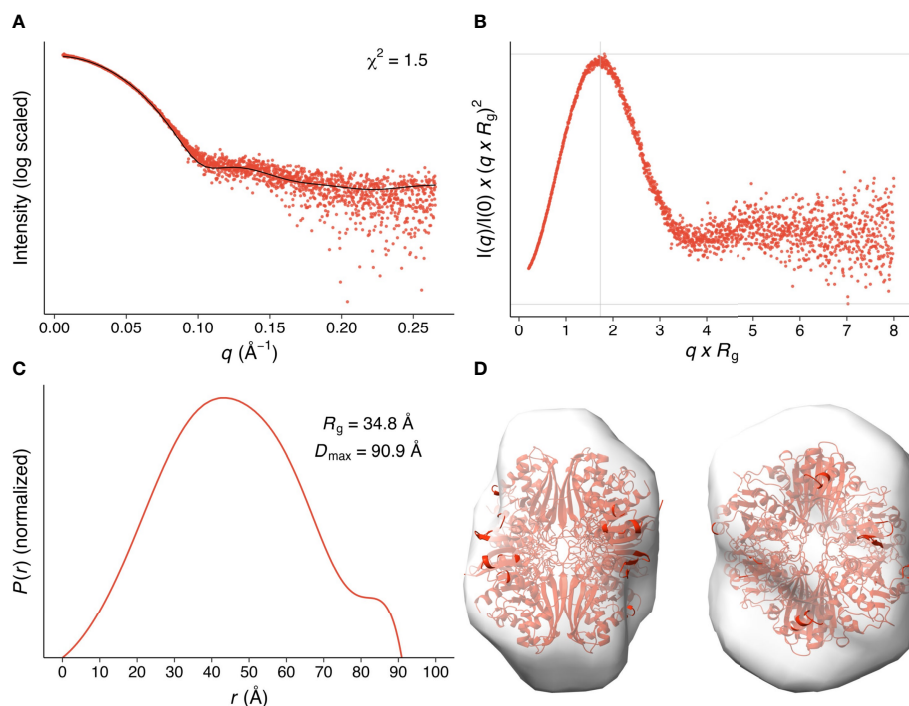 A
Intensity (log scaled)
χ² = 1.5
0.00 0.05 0.10 0.15 0.20 0.25
q (Å⁻¹)
B
I(q)/I(0) x (q x Rg)²
0 1 2 3 4 5 6 7 8
q x Rg
C
P(r) (normalized)
Rg = 34.8 Å
Dmax = 90.9 Å
0 10 20 30 40 50 60 70 80 90 100
r (Å)
D